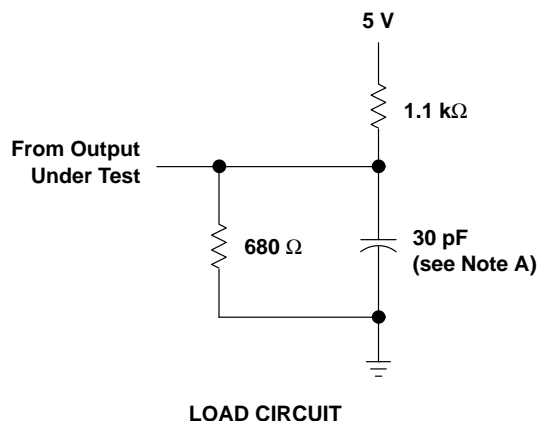 5 V
1.1 kΩ
From Output
Under Test
680 Ω
30 pF
(see Note A)
LOAD CIRCUIT